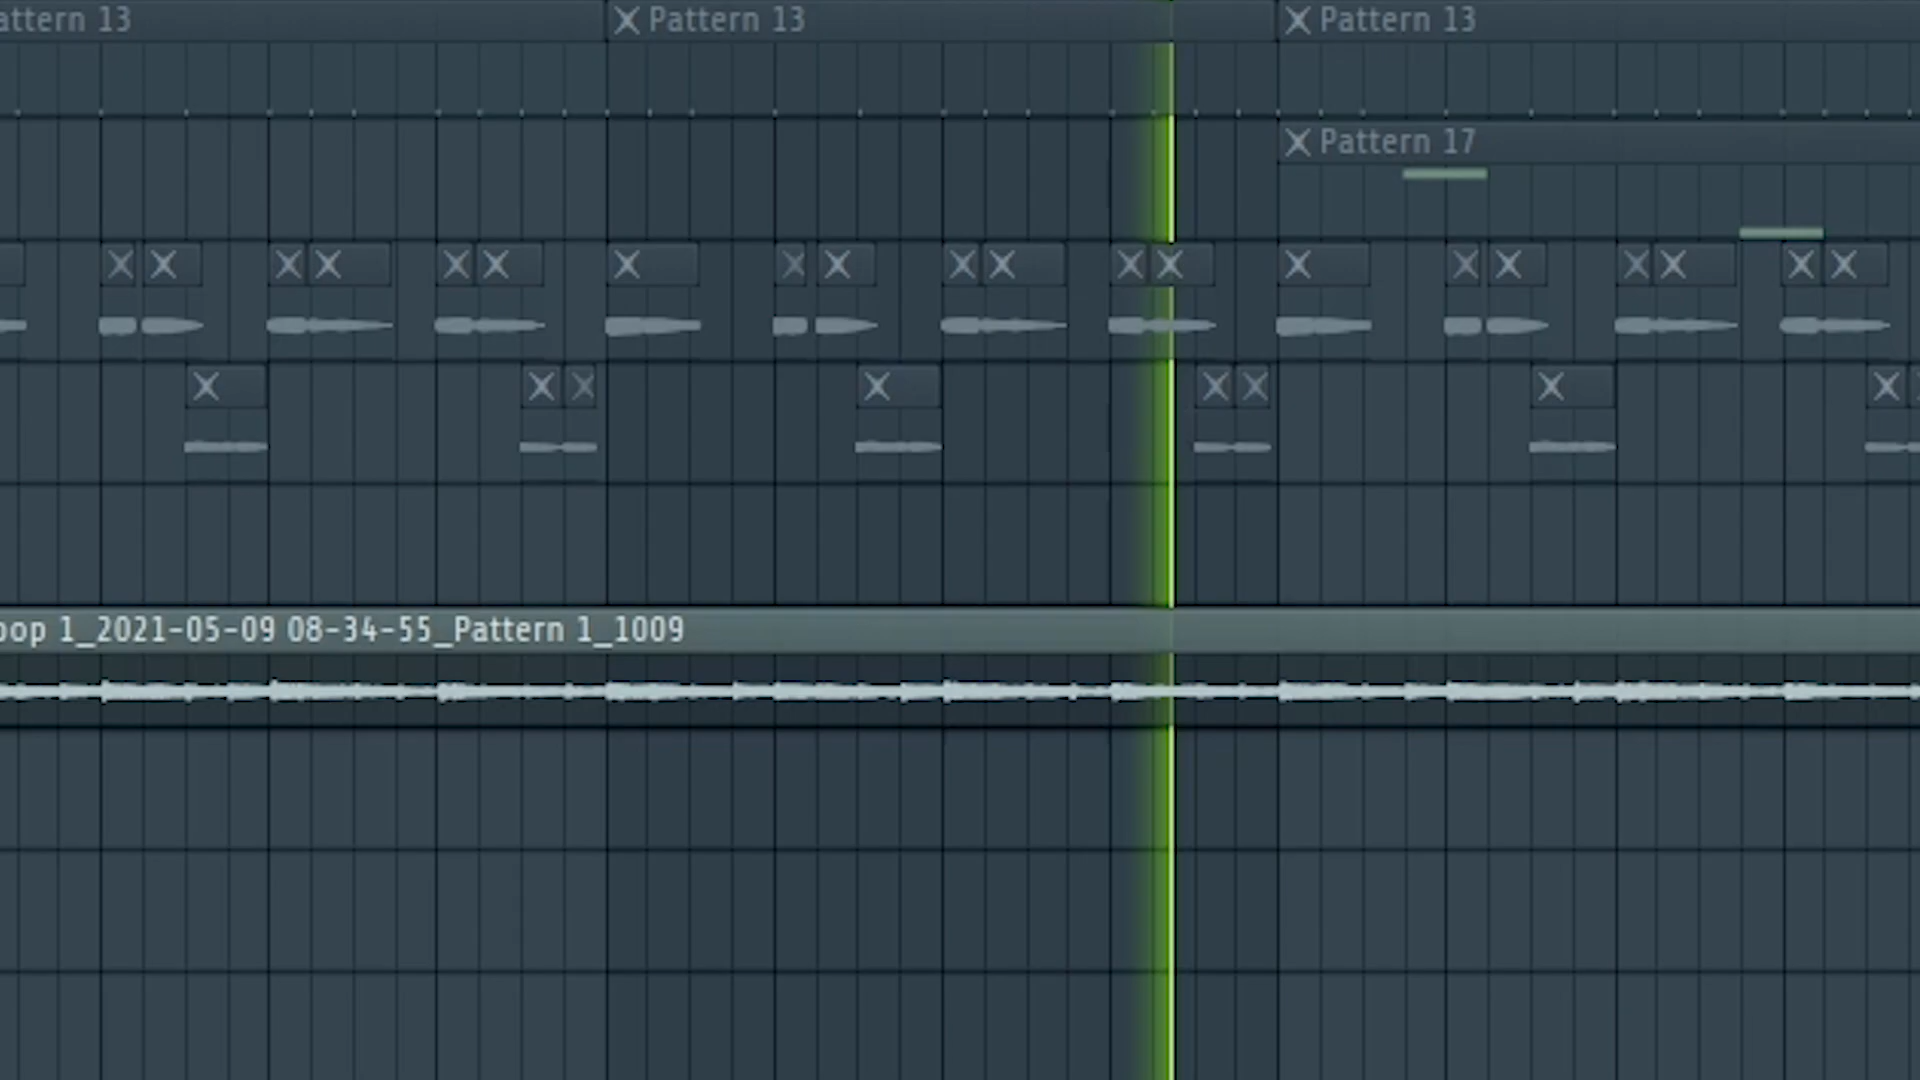 attern 13
Pattern 13
Pattern 13
Pattern 17
oop 1_2021-05-09 08-34-55_Pattern 1_1009